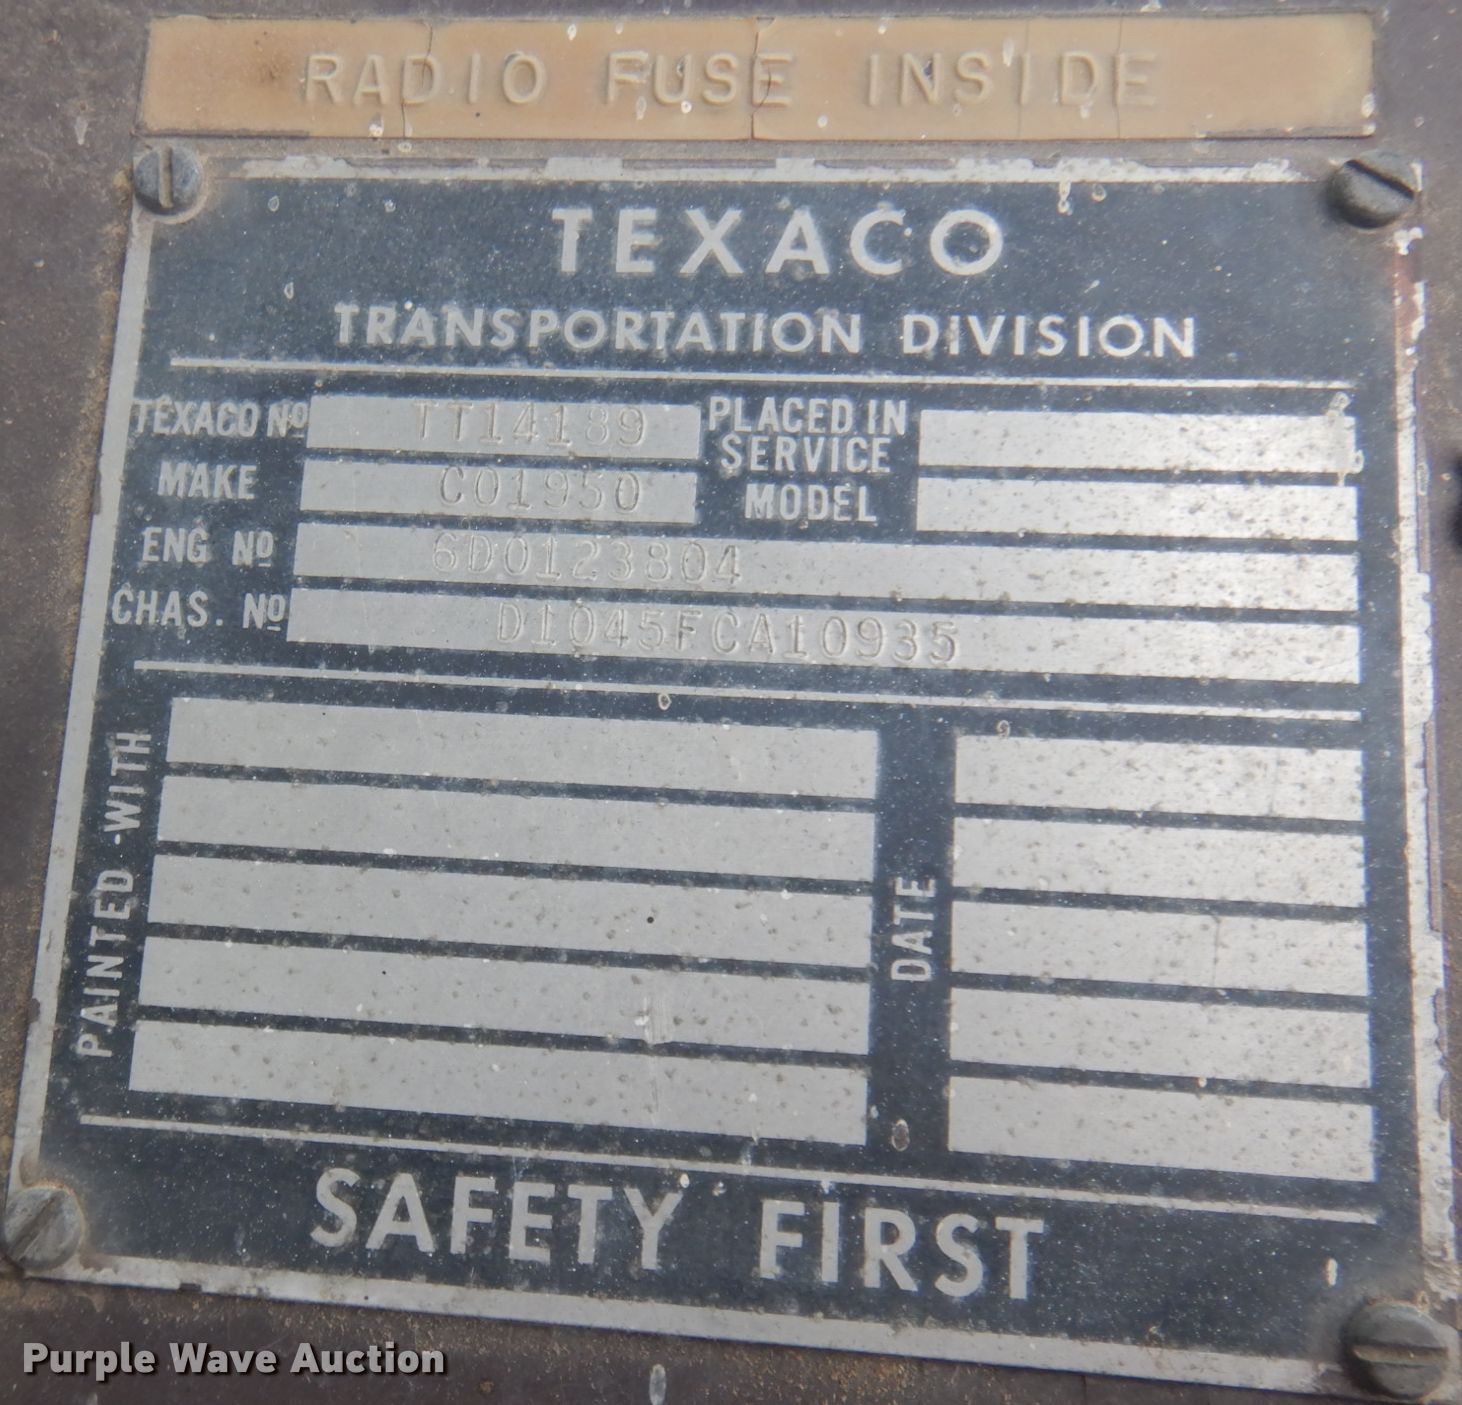 RADIO FUSE INSIDE
TEXACO
TRANSPORTATION DIVISION
TEXACO Nº TT14189 PLACED IN SERVICE
MAKE CO1950 MODEL
ENG Nº 6D0123804
CHAS. Nº D1045FCA10935
PAINTED-WITH
DATE
SAFETY FIRST
Purple Wave Auction